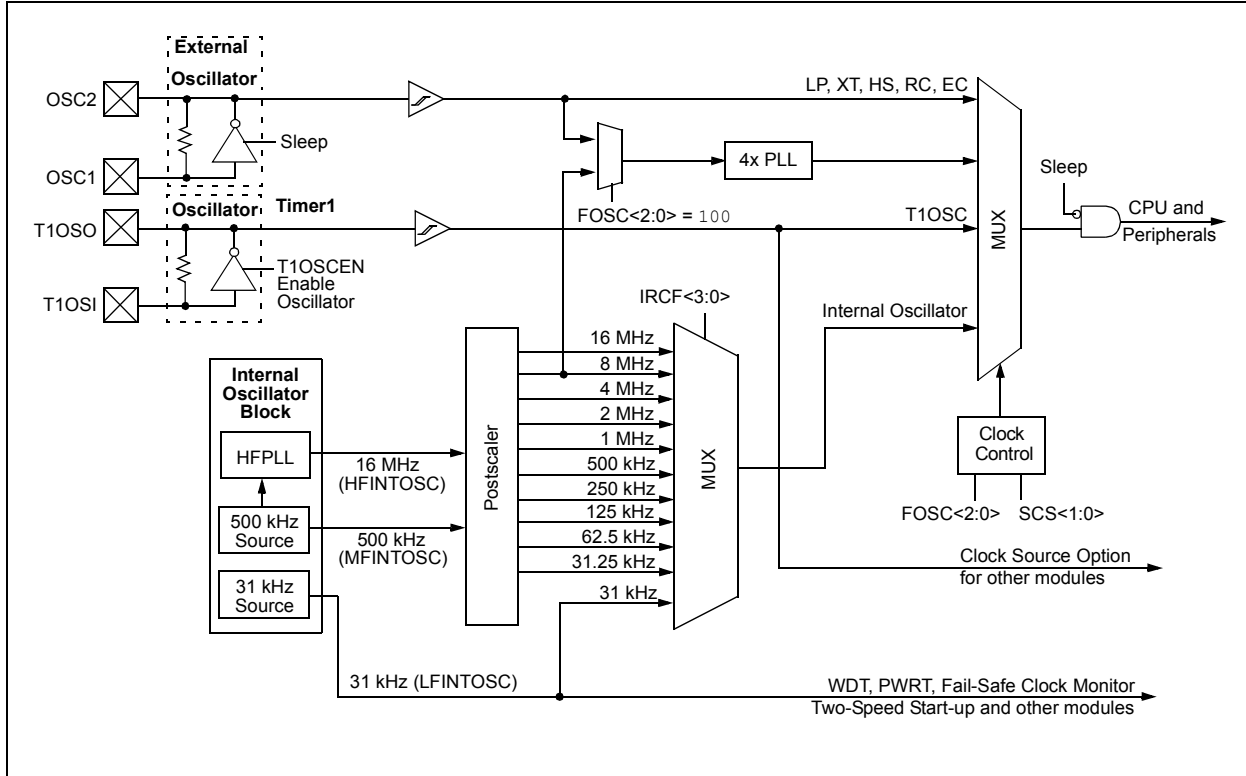 External
Oscillator
OSC2
Sleep
OSC1
LP, XT, HS, RC, EC
4x PLL
FOSC<2:0> = 100
Sleep
CPU and
Peripherals
MUX
Oscillator
Timer1
T1OSO
T1OSC
T1OSCEN
Enable
Oscillator
T1OSI
IRCF<3:0>
Internal Oscillator
Internal
Oscillator
Block
HFPLL
500 kHz
Source
31 kHz
Source
16 MHz
(HFINTOSC)
500 kHz
(MFINTOSC)
Postscaler
16 MHz
8 MHz
4 MHz
2 MHz
1 MHz
500 kHz
250 kHz
125 kHz
62.5 kHz
31.25 kHz
31 kHz
MUX
Clock
Control
FOSC<2:0>
SCS<1:0>
Clock Source Option
for other modules
31 kHz (LFINTOSC)
WDT, PWRT, Fail-Safe Clock Monitor
Two-Speed Start-up and other modules